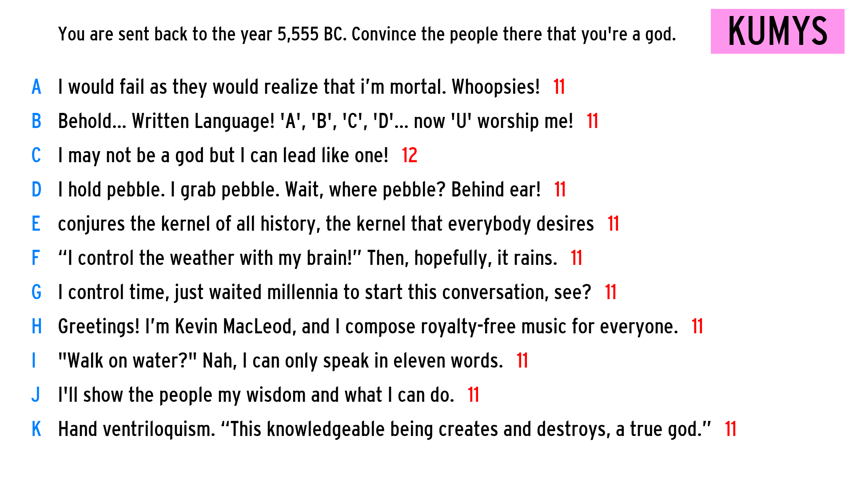 You are sent back to the year 5,555 BC. Convince the people there that you're a god.
KUMYS
A I would fail as they would realize that i’m mortal. Whoopsies! 11
B Behold... Written Language! 'A', 'B', 'C', 'D'... now 'U' worship me! 11
C I may not be a god but I can lead like one! 12
D I hold pebble. I grab pebble. Wait, where pebble? Behind ear! 11
E conjures the kernel of all history, the kernel that everybody desires 11
F “I control the weather with my brain!” Then, hopefully, it rains. 11
G I control time, just waited millennia to start this conversation, see? 11
H Greetings! I’m Kevin MacLeod, and I compose royalty-free music for everyone. 11
I "Walk on water?" Nah, I can only speak in eleven words. 11
J I'll show the people my wisdom and what I can do. 11
K Hand ventriloquism. “This knowledgeable being creates and destroys, a true god.” 11